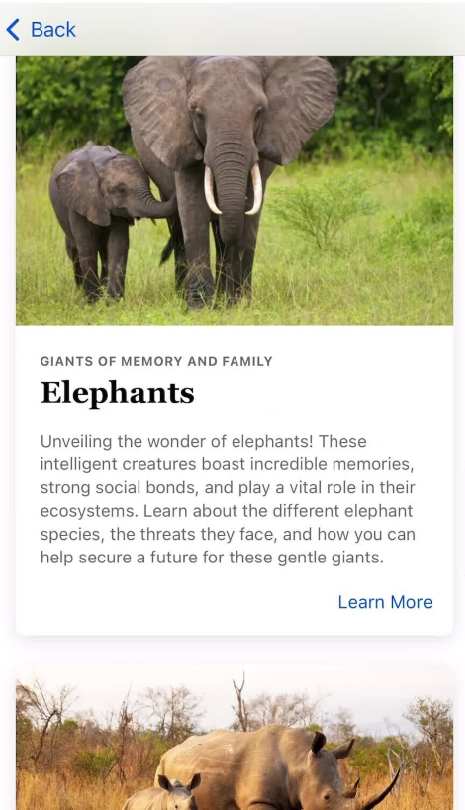 Back
GIANTS OF MEMORY AND FAMILY
Elephants
Unveiling the wonder of elephants! These
intelligent creatures boast incredible memories,
strong social bonds, and play a vital role in their
ecosystems. Learn about the different elephant
species, the threats they face, and how you can
help secure a future for these gentle giants.
Learn More